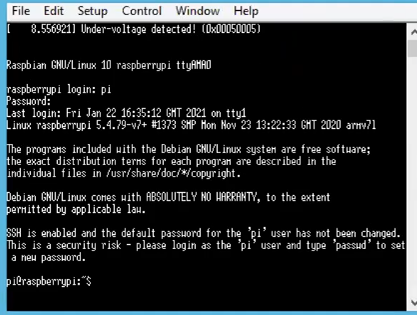 File Edit Setup Control Window Help
[    8.556921] Under-voltage detected! (0x00050005)
Raspbian GNU/Linux 10 raspberrypi ttyAMA0
raspberrypi login: pi
Password:
Last login: Fri Jan 22 16:35:12 GMT 2021 on tty1
Linux raspberrypi 5.4.79-v7+ #1373 SMP Mon Nov 23 13:22:33 GMT 2020 armv7l
The programs included with the Debian GNU/Linux system are free software;
the exact distribution terms for each program are described in the
individual files in /usr/share/doc/*/copyright.
Debian GNU/Linux comes with ABSOLUTELY NO WARRANTY, to the extent
permitted by applicable law.
SSH is enabled and the default password for the 'pi' user has not been changed.
This is a security risk - please login as the 'pi' user and type 'passwd' to set
a new password.
pi@raspberrypi:~$